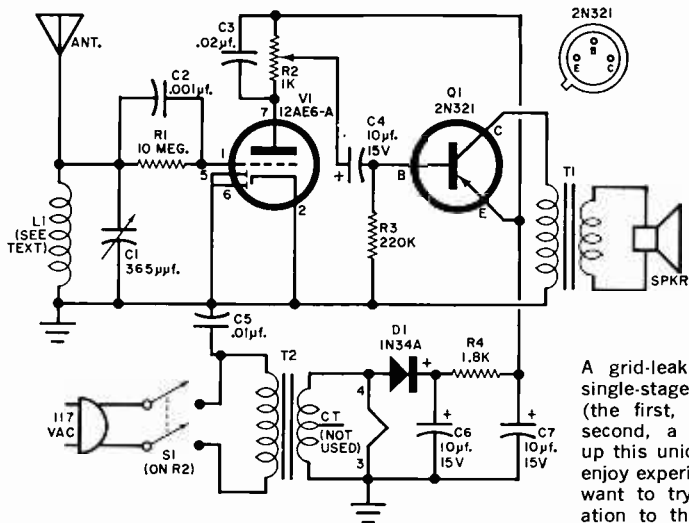 2N321
B
E
C
ANT.
C3
.02µf.
R2
1K
C2
.001µf.
V1
12AE6-A
7
Q1
2N321
C4
10µf.
15V
C
R1
10 MEG.
1
5
6
2
+
B
E
T1
L1
(SEE
TEXT)
C1
365µµf.
R3
220K
SPKR
C5
.01µf.
T2
D1
1N34A
R4
1.8K
117
VAC
S1
(ON R2)
CT
(NOT
USED)
4
3
+
+
C6
10µf.
15V
C7
10µf.
15V
A grid-leak
single-stage
(the first,
second, a
up this unic
enjoy experi
want to try
ation to th